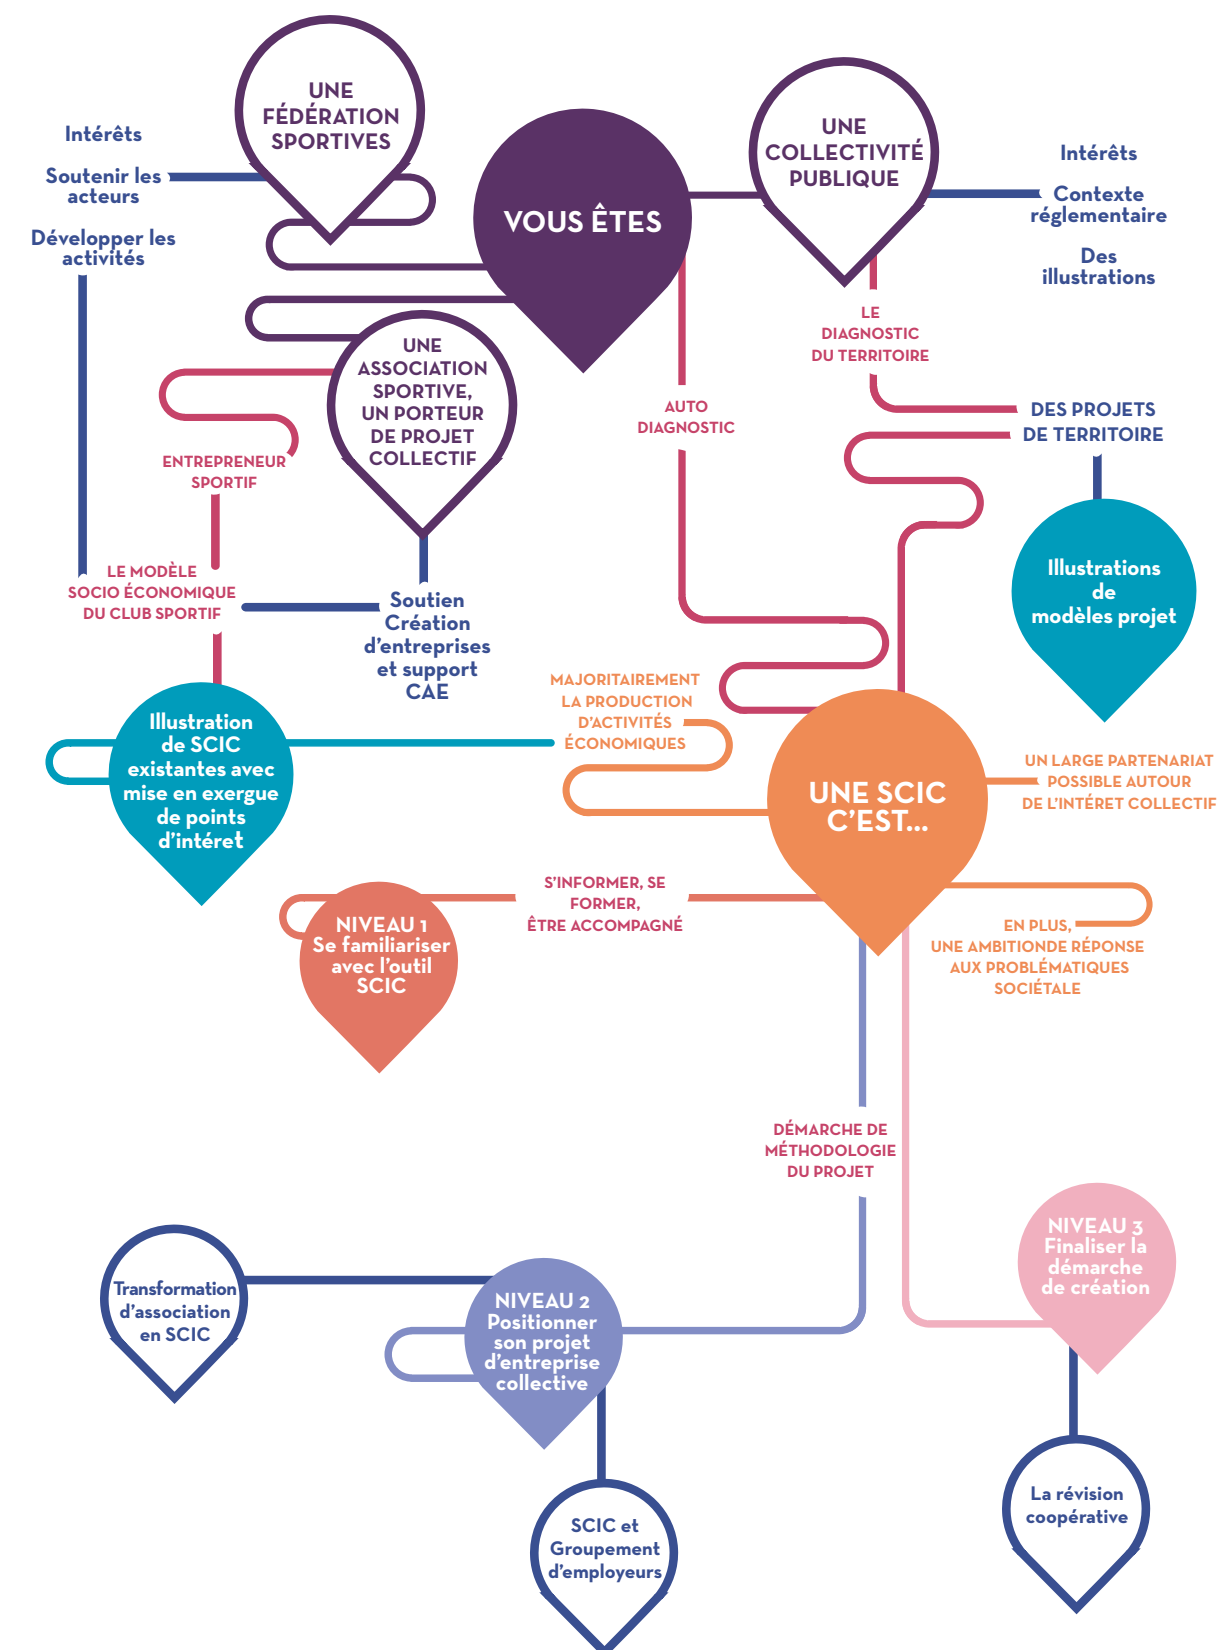 UNE
FÉDÉRATION
SPORTIVES
Intérêts
Soutenir les
acteurs
Développer les
activités
VOUS ÊTES
UNE
COLLECTIVITÉ
PUBLIQUE
Intérêts
Contexte
réglementaire
Des
illustrations
UNE
ASSOCIATION
SPORTIVE,
UN PORTEUR
DE PROJET
COLLECTIF
LE
DIAGNOSTIC
DU TERRITOIRE
AUTO
DIAGNOSTIC
DES PROJETS
DE TERRITOIRE
ENTREPRENEUR
SPORTIF
LE MODÈLE
SOCIO ÉCONOMIQUE
DU CLUB SPORTIF
Soutien
Création
d'entreprises
et support
CAE
Illustrations
de
modèles projet
Illustration
de SCIC
existantes avec
mise en exergue
de points
d'intéret
MAJORITAIREMENT
LA PRODUCTION
D'ACTIVITÉS
ÉCONOMIQUES
UNE SCIC
C'EST...
UN LARGE PARTENARIAT
POSSIBLE AUTOUR
DE L'INTÉRET COLLECTIF
S'INFORMER, SE
FORMER,
ÊTRE ACCOMPAGNÉ
NIVEAU 1
Se familiariser
avec l'outil
SCIC
EN PLUS,
UNE AMBITIONDE RÉPONSE
AUX PROBLÉMATIQUES
SOCIÉTALE
DÉMARCHE DE
MÉTHODOLOGIE
DU PROJET
NIVEAU 3
Finaliser la
démarche
de création
Transformation
d'association
en SCIC
NIVEAU 2
Positionner
son projet
d'entreprise
collective
La révision
coopérative
SCIC et
Groupement
d'employeurs